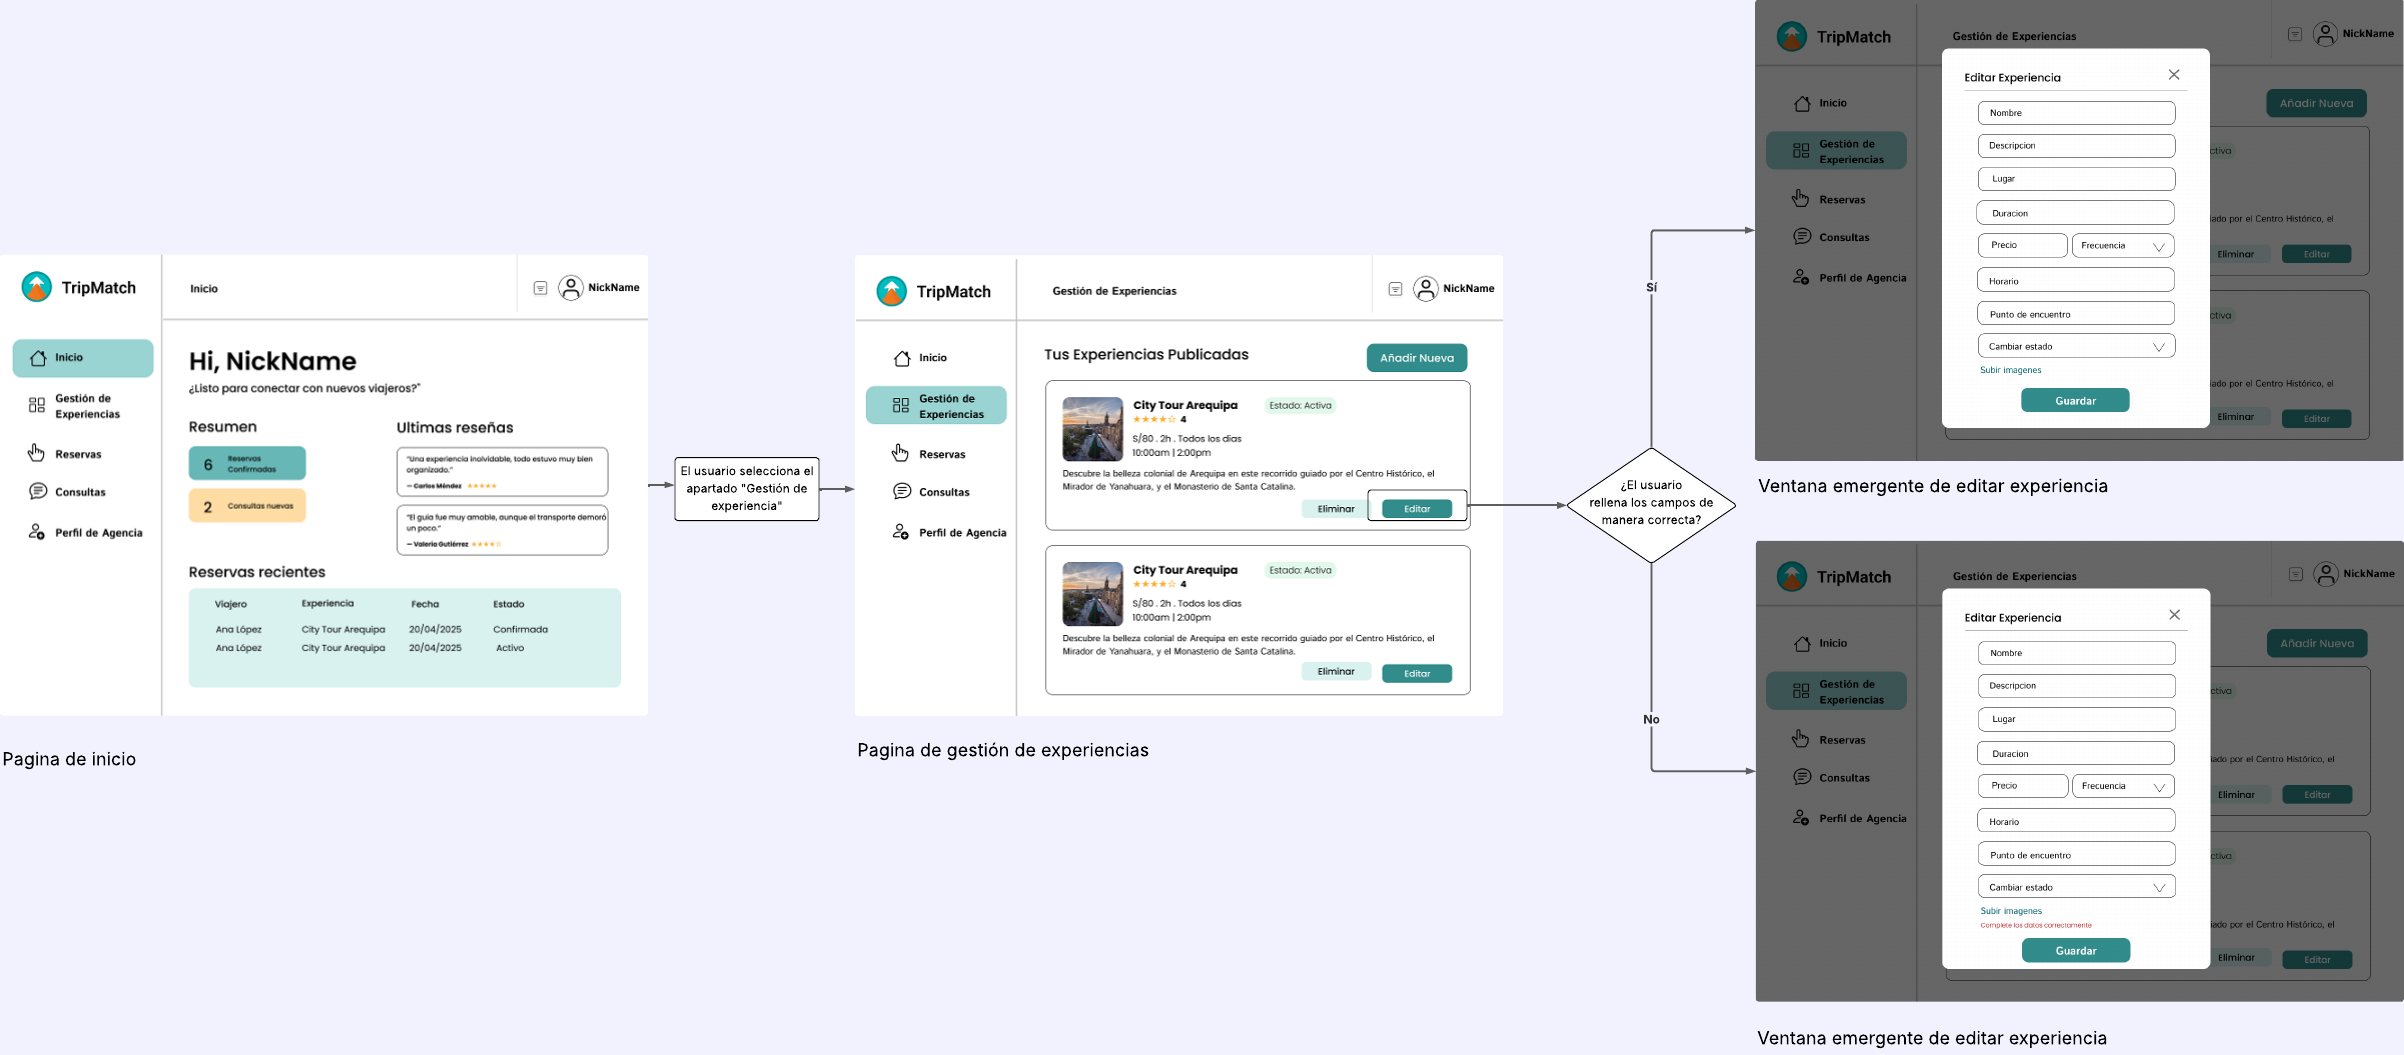 TripMatch
Inicio
NickName
Inicio
Gestión de
Experiencias
Reservas
Consultas
Perfil de Agencia
Hi, NickName
¿Listo para conectar con nuevos viajeros?"
Resumen
6 Reservas
Confirmadas
2 Consultas nuevas
Ultimas reseñas
"Una experiencia inolvidable, todo estuvo muy bien
organizado."
— Carlos Méndez ★★★★★
"El guía fue muy amable, aunque el transporte demoró
un poco."
— Valeria Gutiérrez ★★★★☆
Reservas recientes
Viajero Experiencia Fecha Estado
Ana López City Tour Arequipa 20/04/2025 Confirmada
Ana López City Tour Arequipa 20/04/2025 Activo
Pagina de inicio
El usuario selecciona el
apartado "Gestión de
experiencia"
TripMatch
Gestión de Experiencias
NickName
Inicio
Gestión de
Experiencias
Reservas
Consultas
Perfil de Agencia
Tus Experiencias Publicadas
Añadir Nueva
City Tour Arequipa
Estado: Activa
★★★★☆ 4
S/80 . 2h . Todos los dias
10:00am | 2:00pm
Descubre la belleza colonial de Arequipa en este recorrido guiado por el Centro Histórico, el
Mirador de Yanahuara, y el Monasterio de Santa Catalina.
Eliminar
Editar
City Tour Arequipa
Estado: Activa
★★★★☆ 4
S/80 . 2h . Todos los dias
10:00am | 2:00pm
Descubre la belleza colonial de Arequipa en este recorrido guiado por el Centro Histórico, el
Mirador de Yanahuara, y el Monasterio de Santa Catalina.
Eliminar
Editar
Pagina de gestión de experiencias
¿El usuario
rellena los campos de
manera correcta?
Sí
No
TripMatch
Gestión de Experiencias
NickName
Inicio
Gestión de
Experiencias
Reservas
Consultas
Perfil de Agencia
Añadir Nueva
ctiva
iado por el Centro Histórico, el
Eliminar
Editar
ctiva
iado por el Centro Histórico, el
Eliminar
Editar
Editar Experiencia
Nombre
Descripcion
Lugar
Duracion
Precio
Frecuencia
Horario
Punto de encuentro
Cambiar estado
Subir imagenes
Guardar
Ventana emergente de editar experiencia
TripMatch
Gestión de Experiencias
NickName
Inicio
Gestión de
Experiencias
Reservas
Consultas
Perfil de Agencia
Añadir Nueva
ctiva
iado por el Centro Histórico, el
Eliminar
Editar
ctiva
iado por el Centro Histórico, el
Eliminar
Editar
Editar Experiencia
Nombre
Descripcion
Lugar
Duracion
Precio
Frecuencia
Horario
Punto de encuentro
Cambiar estado
Subir imagenes
Complete los datos correctamente
Guardar
Ventana emergente de editar experiencia